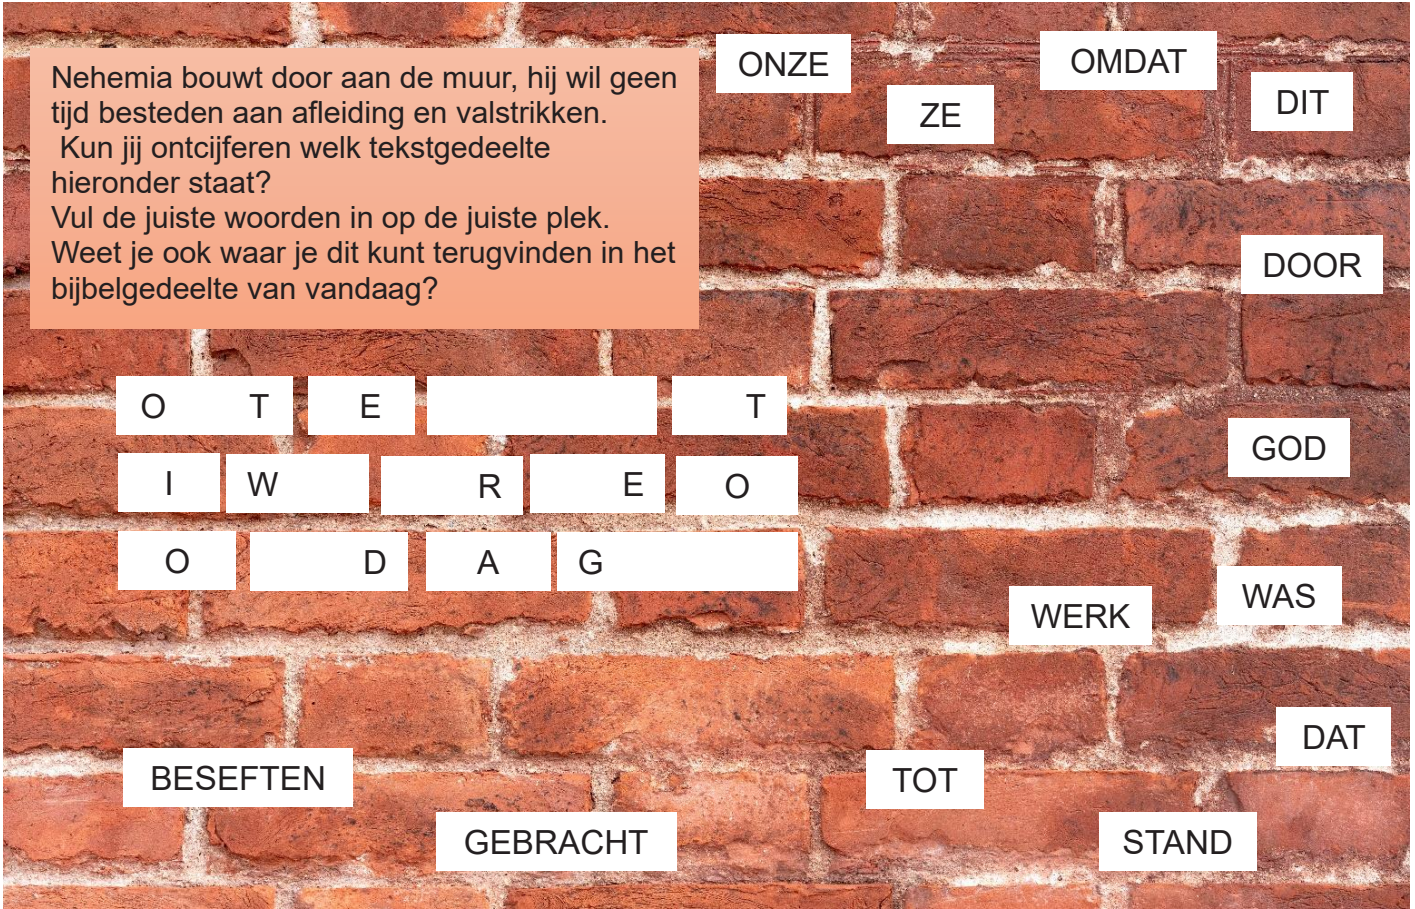 Nehemia bouwt door aan de muur, hij wil geen
tijd besteden aan afleiding en valstrikken.
Kun jij ontcijferen welk tekstgedeelte
hieronder staat?
Vul de juiste woorden in op de juiste plek.
Weet je ook waar je dit kunt terugvinden in het
bijbelgedeelte van vandaag?
ONZE
OMDAT
ZE
DIT
DOOR
O T E T
I W R E O
O D A G
GOD
WERK
WAS
DAT
BESEFTEN
TOT
GEBRACHT
STAND